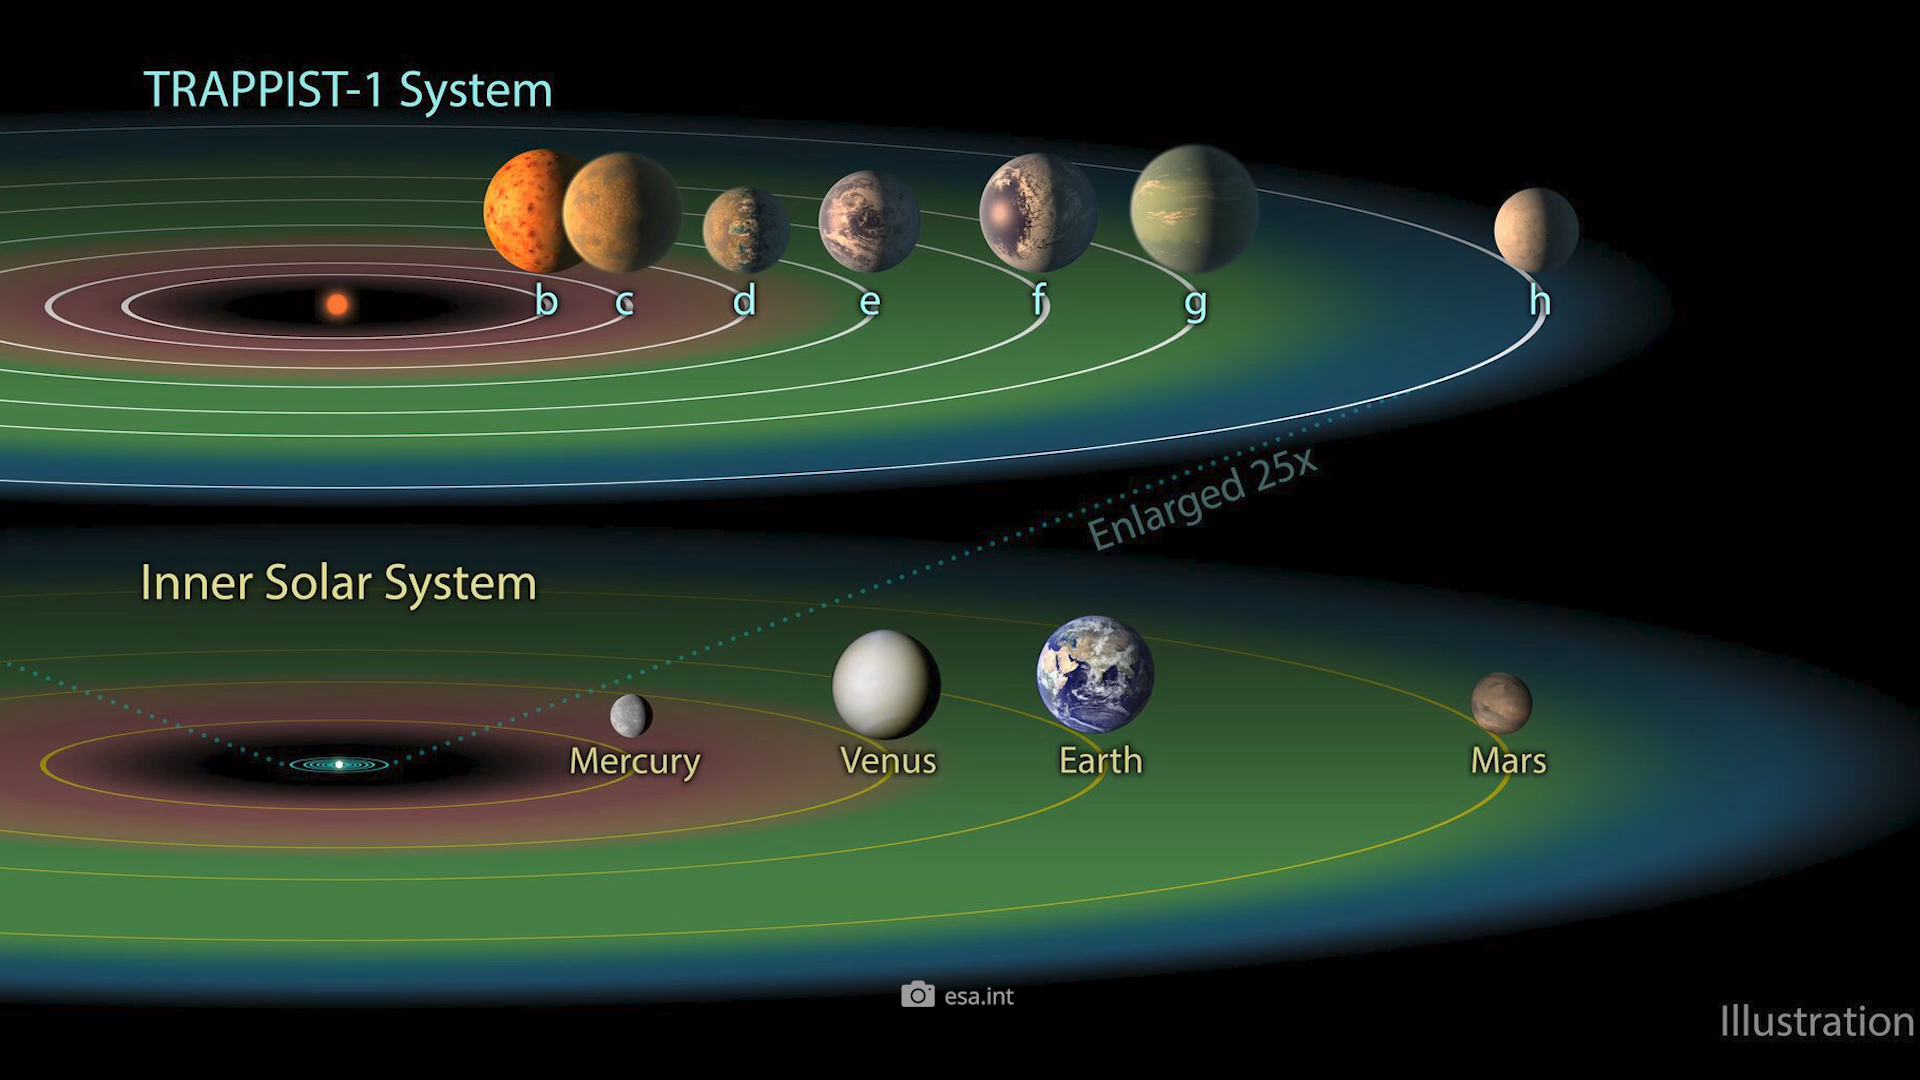 TRAPPIST-1 System
b c d e f g h
Enlarged 25x
Inner Solar System
Mercury Venus Earth Mars
esa.int
Illustration